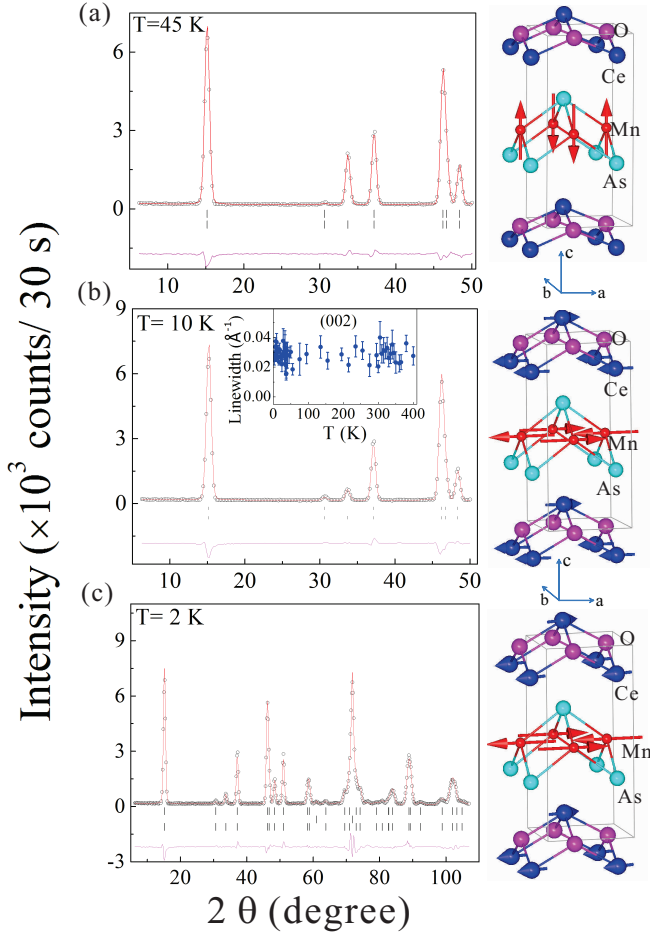 (a)
T=45 K
6
3
0
10
20
30
40
50
O
Ce
Mn
As
c
b
a
(b)
T= 10 K
9
6
3
0
10
20
30
40
50
(002)
Linewidth (Å⁻¹)
0.04
0.02
0.00
0
100
200
300
400
T (K)
O
Ce
Mn
As
c
b
a
(c)
T= 2 K
9
6
3
0
-3
20
40
60
80
100
O
Ce
Mn
As
Intensity (×10³ counts/ 30 s)
2 θ (degree)